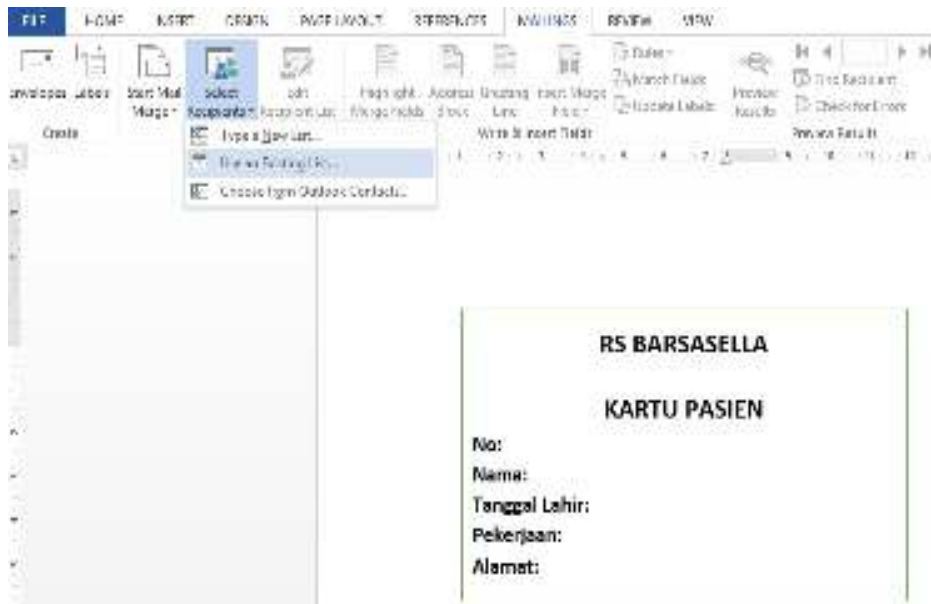 FILE HOME INSERT DESIGN PAGE LAYOUT REFERENCES MAILINGS REVIEW VIEW
Envelopes Labels Start Mail Merge Select Recipients Edit Recipient List Highlight Merge Fields Address Block Greeting Line Insert Merge Field Rules Match Fields Update Labels Preview Results Find Recipient Check for Errors
Create Write & Insert Fields Preview Results
Type a New List...
Use an Existing List...
Choose from Outlook Contacts...
RS BARSASELLA
KARTU PASIEN
No:
Nama:
Tanggal Lahir:
Pekerjaan:
Alamat: